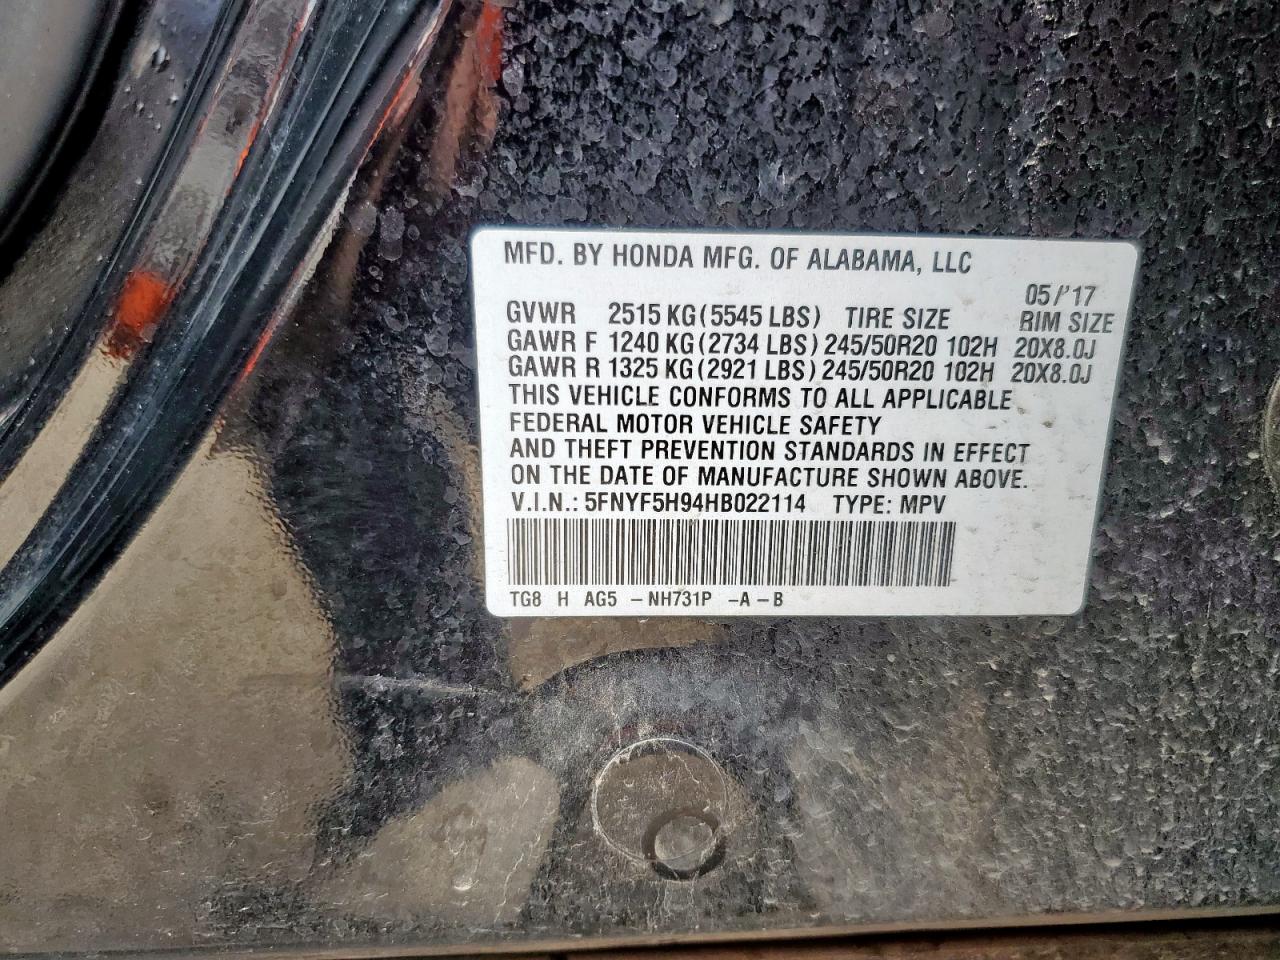 MFD. BY HONDA MFG. OF ALABAMA, LLC
05/'17
GVWR 2515 KG (5545 LBS) TIRE SIZE RIM SIZE
GAWR F 1240 KG (2734 LBS) 245/50R20 102H 20X8.0J
GAWR R 1325 KG (2921 LBS) 245/50R20 102H 20X8.0J
THIS VEHICLE CONFORMS TO ALL APPLICABLE
FEDERAL MOTOR VEHICLE SAFETY
AND THEFT PREVENTION STANDARDS IN EFFECT
ON THE DATE OF MANUFACTURE SHOWN ABOVE.
V.I.N.: 5FNYF5H94HB022114 TYPE: MPV
TG8 H AG5 -NH731P -A-B